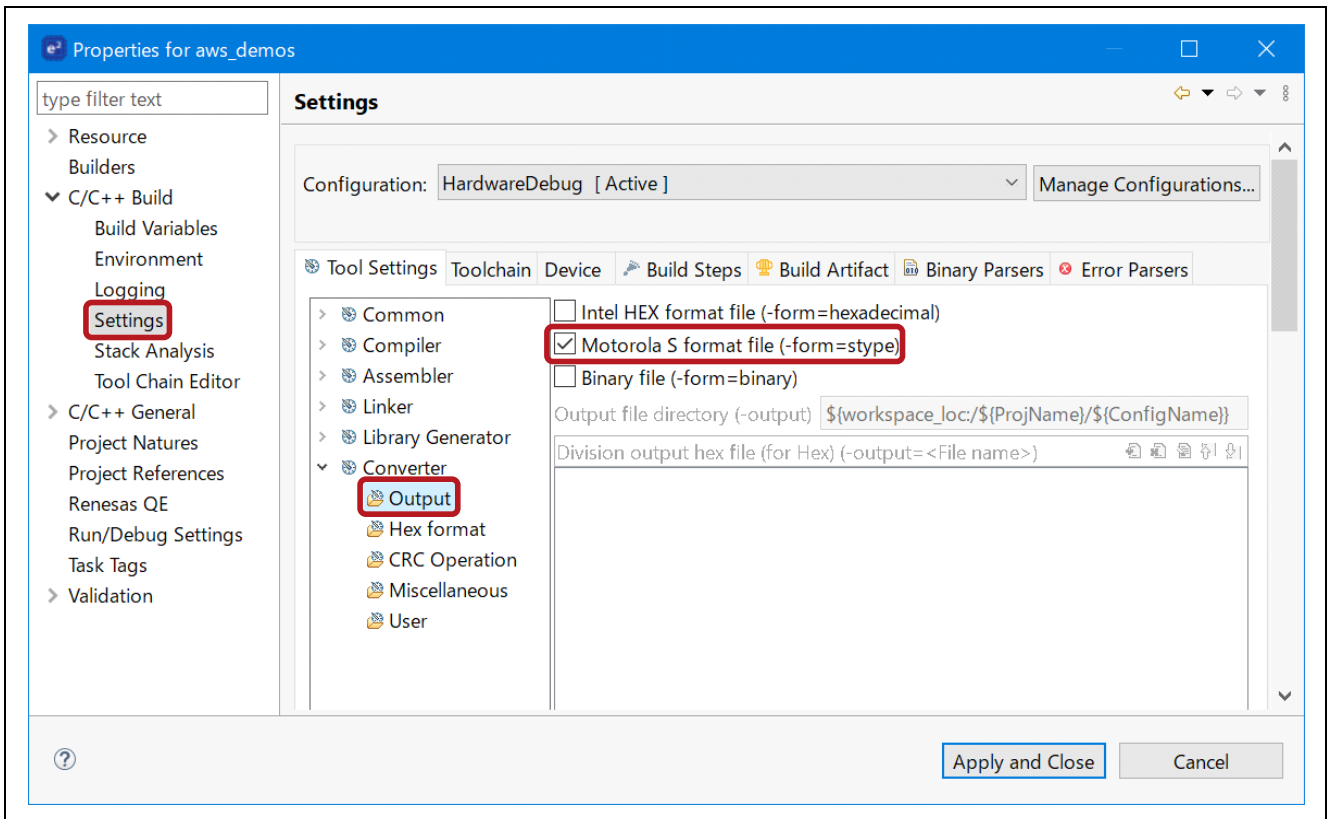 e² Properties for aws_demos
type filter text
Resource
Builders
C/C++ Build
Build Variables
Environment
Logging
Settings
Stack Analysis
Tool Chain Editor
C/C++ General
Project Natures
Project References
Renesas QE
Run/Debug Settings
Task Tags
Validation
Settings
Configuration: HardwareDebug [ Active ] Manage Configurations...
Tool Settings Toolchain Device Build Steps Build Artifact Binary Parsers Error Parsers
Common
Compiler
Assembler
Linker
Library Generator
Converter
Output
Hex format
CRC Operation
Miscellaneous
User
Intel HEX format file (-form=hexadecimal)
Motorola S format file (-form=stype)
Binary file (-form=binary)
Output file directory (-output) ${workspace_loc:/${ProjName}/${ConfigName}}
Division output hex file (for Hex) (-output=<File name>)
? Apply and Close Cancel